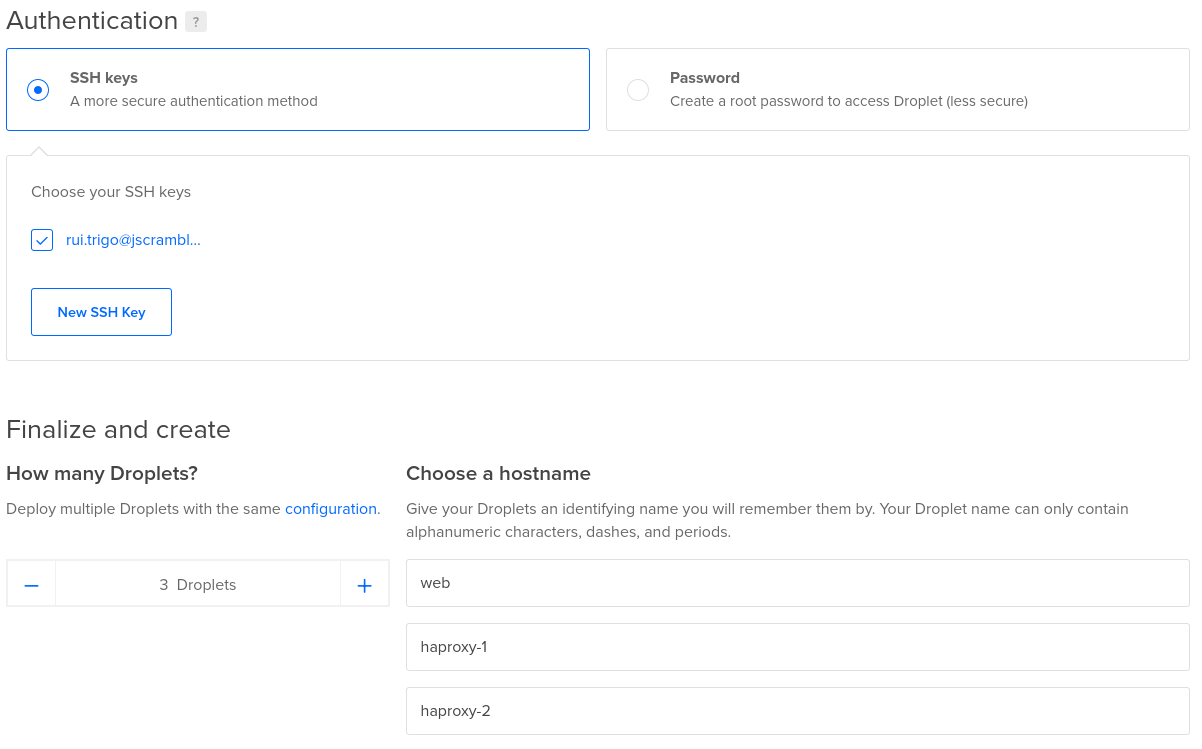 Authentication ?
SSH keys
A more secure authentication method
Password
Create a root password to access Droplet (less secure)
Choose your SSH keys
rui.trigo@jscrambl...
New SSH Key
Finalize and create
How many Droplets?
Deploy multiple Droplets with the same configuration.
3 Droplets
Choose a hostname
Give your Droplets an identifying name you will remember them by. Your Droplet name can only contain
alphanumeric characters, dashes, and periods.
web
haproxy-1
haproxy-2